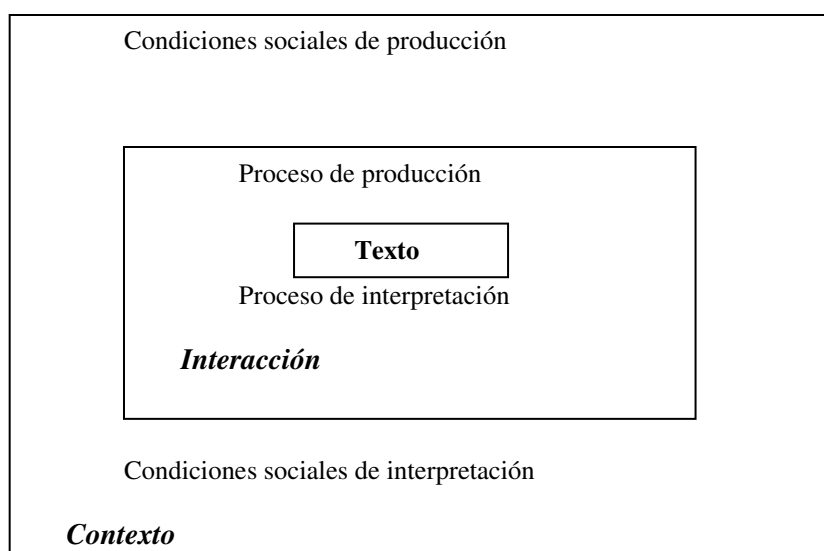 Condiciones sociales de producción
Proceso de producción
Texto
Proceso de interpretación
Interacción
Condiciones sociales de interpretación
Contexto